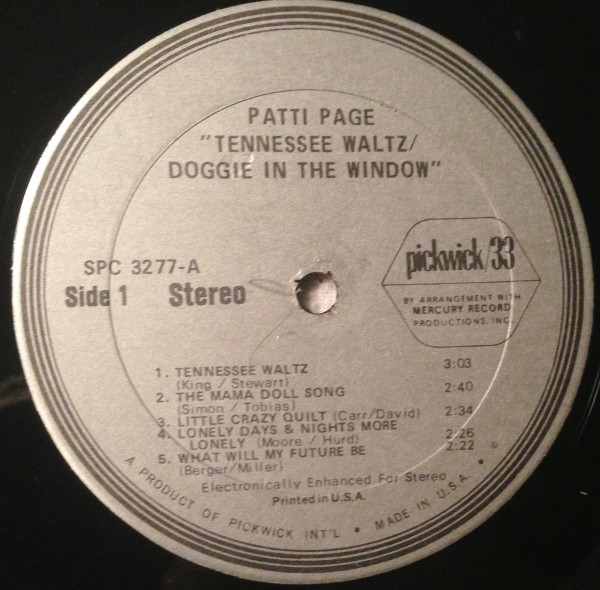 PATTI PAGE
"TENNESSEE WALTZ/
DOGGIE IN THE WINDOW"
SPC 3277-A
Side 1 Stereo
pickwick/33
BY ARRANGEMENT WITH
MERCURY RECORD
PRODUCTIONS, INC.
1. TENNESSEE WALTZ 3:03
(King / Stewart)
2. THE MAMA DOLL SONG 2:40
(Simon / Tobias)
3. LITTLE CRAZY QUILT (Carr/David) 2:34
4. LONELY DAYS & NIGHTS MORE
LONELY (Moore / Hurd) 2:26
5. WHAT WILL MY FUTURE BE 2:22
(Berger/Miller)
Electronically Enhanced For Stereo
Printed in U.S.A.
A PRODUCT OF PICKWICK INT'L • MADE IN U.S.A. •